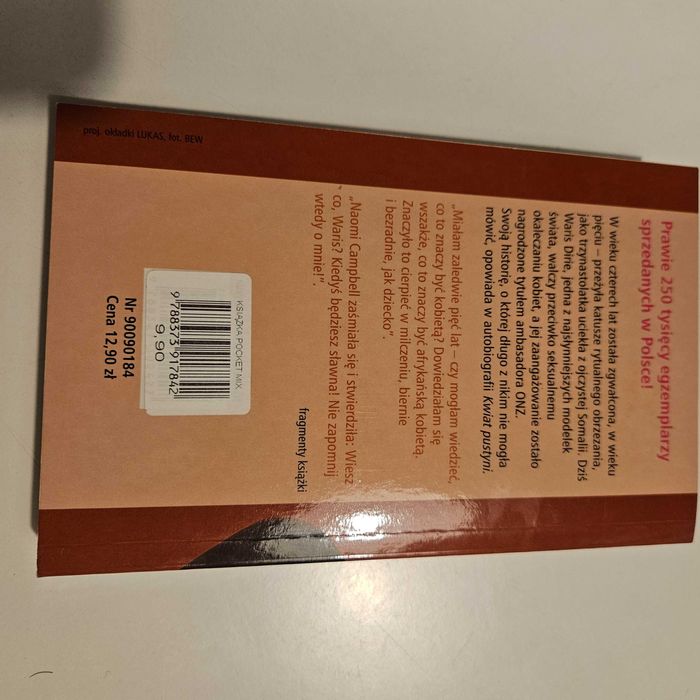 Prawie 250 tysięcy egzemplarzy
sprzedanych w Polsce!
W wieku czterech lat została zgwałcona, w wieku
pięciu – przeżyła katusze rytualnego obrzezania,
jako trzynastolatka uciekła z ojczystej Somalii. Dziś
Waris Dirie, jedna z najsłynniejszych modelek
świata, walczy przeciwko seksualnemu
okaleczaniu kobiet, a jej zaangażowanie zostało
nagrodzone tytułem ambasadora ONZ.
Swoją historię, o której długo z nikim nie mogła
mówić, opowiada w autobiografii Kwiat pustyni.
„Miałam zaledwie pięć lat – czy mogłam wiedzieć,
co to znaczy być kobietą? Dowiedziałam się
wszakże, co to znaczy być afrykańską kobietą.
Znaczyło to cierpieć w milczeniu, biernie
i bezradnie, jak dziecko”.
„Naomi Campbell zaśmiała się i stwierdziła: Wiesz
co, Waris? Kiedyś będziesz sławna! Nie zapomnij
wtedy o mnie!”.
fragmenty książki
KSIĄŻKA POCKET MIX
9 788373 917842
9,90
Nr 90090184
Cena 12,90 zł
proj. okładki LUKAS, fot. BEW